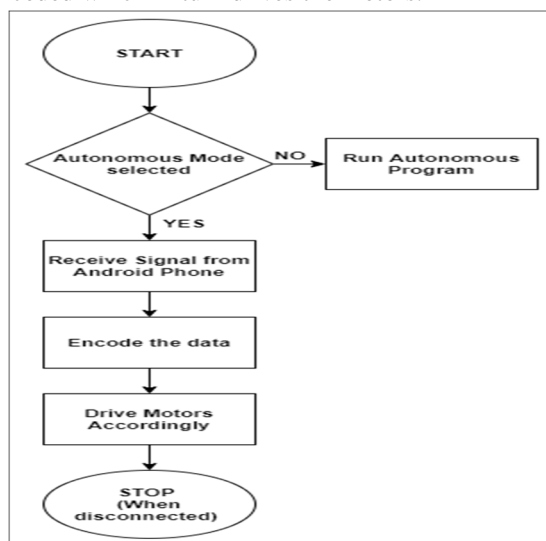 START
Autonomous Mode
selected
NO
Run Autonomous
Program
YES
Receive Signal from
Android Phone
Encode the data
Drive Motors
Accordingly
STOP
(When
disconnected)